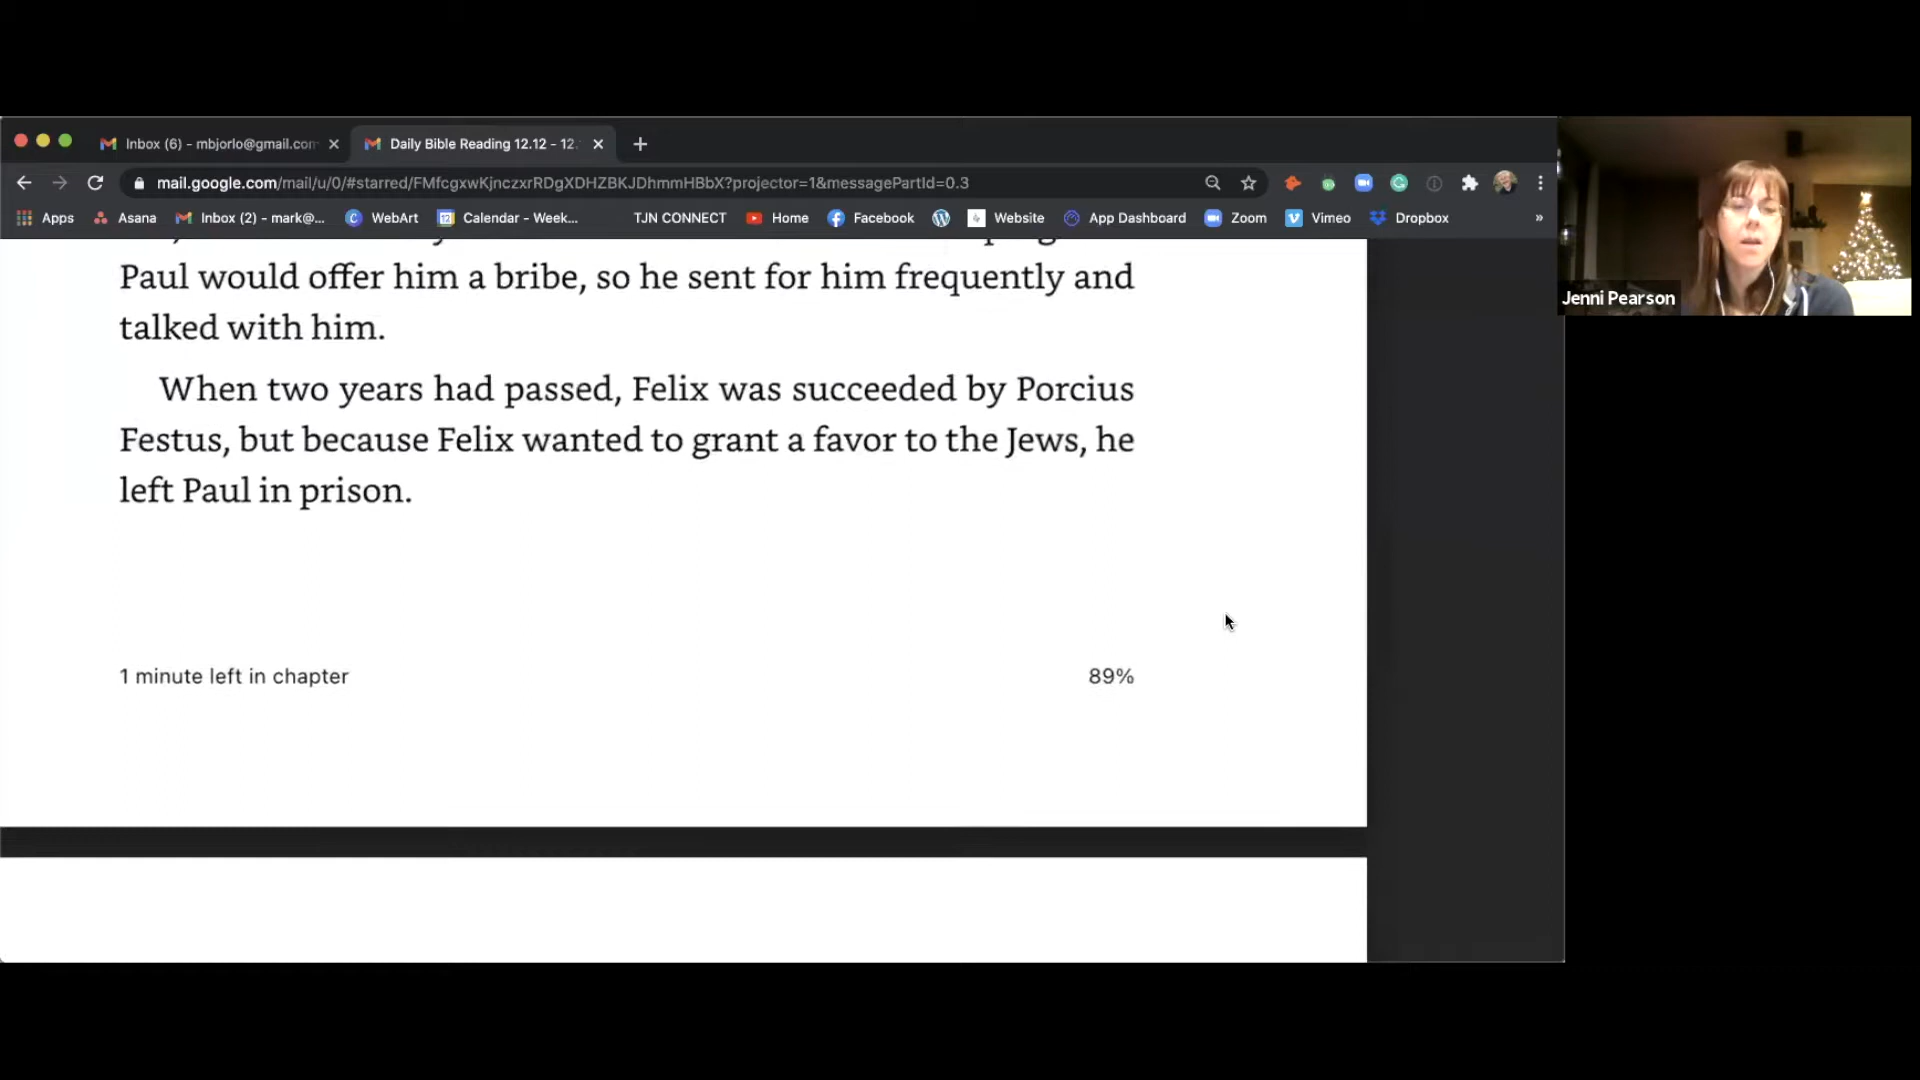 Inbox (6) - mbjorlo@gmail.com
Daily Bible Reading 12.12 - 12.
mail.google.com/mail/u/0/#starred/FMfcgxwKjnczxrRDgXDHZBKJDhmmHBbX?projector=1&messagePartId=0.3
Apps Asana Inbox (2) - mark@... WebArt Calendar - Week... TJN CONNECT Home Facebook Website App Dashboard Zoom Vimeo Dropbox »
Paul would offer him a bribe, so he sent for him frequently and
talked with him.
When two years had passed, Felix was succeeded by Porcius
Festus, but because Felix wanted to grant a favor to the Jews, he
left Paul in prison.
1 minute left in chapter 89%
Jenni Pearson